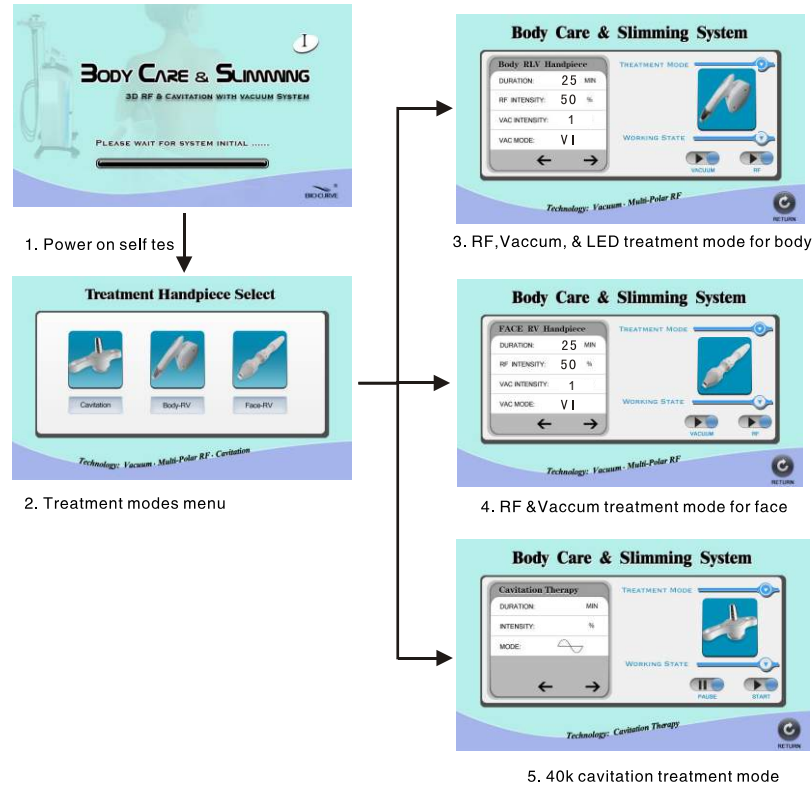 I
BODY CARE & SLIMMNING
3D RF & CAVITATION WITH VACUUM SYSTEM
PLEASE WAIT FOR SYSTEM INITIAL ......
BIO-CURVE ®
1. Power on self tes
Treatment Handpiece Select
Cavitation Body-RV Face-RV
Technology: Vacuum · Multi-Polar RF · Cavitation
2. Treatment modes menu
Body Care & Slimming System
Body RLV Handpiece
DURATION: 25 MIN
RF INTENSITY: 50 %
VAC INTENSITY: 1
VAC MODE: V I
← →
TREATMENT MODE
WORKING STATE
VACUUM RF
Technology: Vacuum · Multi-Polar RF
RETURN
3. RF,Vaccum, & LED treatment mode for body
Body Care & Slimming System
FACE RV Handpiece
DURATION: 25 MIN
RF INTENSITY: 50 %
VAC INTENSITY: 1
VAC MODE: V I
← →
TREATMENT MODE
WORKING STATE
VACUUM RF
Technology: Vacuum · Multi-Polar RF
RETURN
4. RF &Vaccum treatment mode for face
Body Care & Slimming System
Cavitation Therapy
DURATION: MIN
INTENSITY: %
MODE:
← →
TREATMENT MODE
WORKING STATE
PAUSE START
Technology: Cavitation Therapy
RETURN
5. 40k cavitation treatment mode